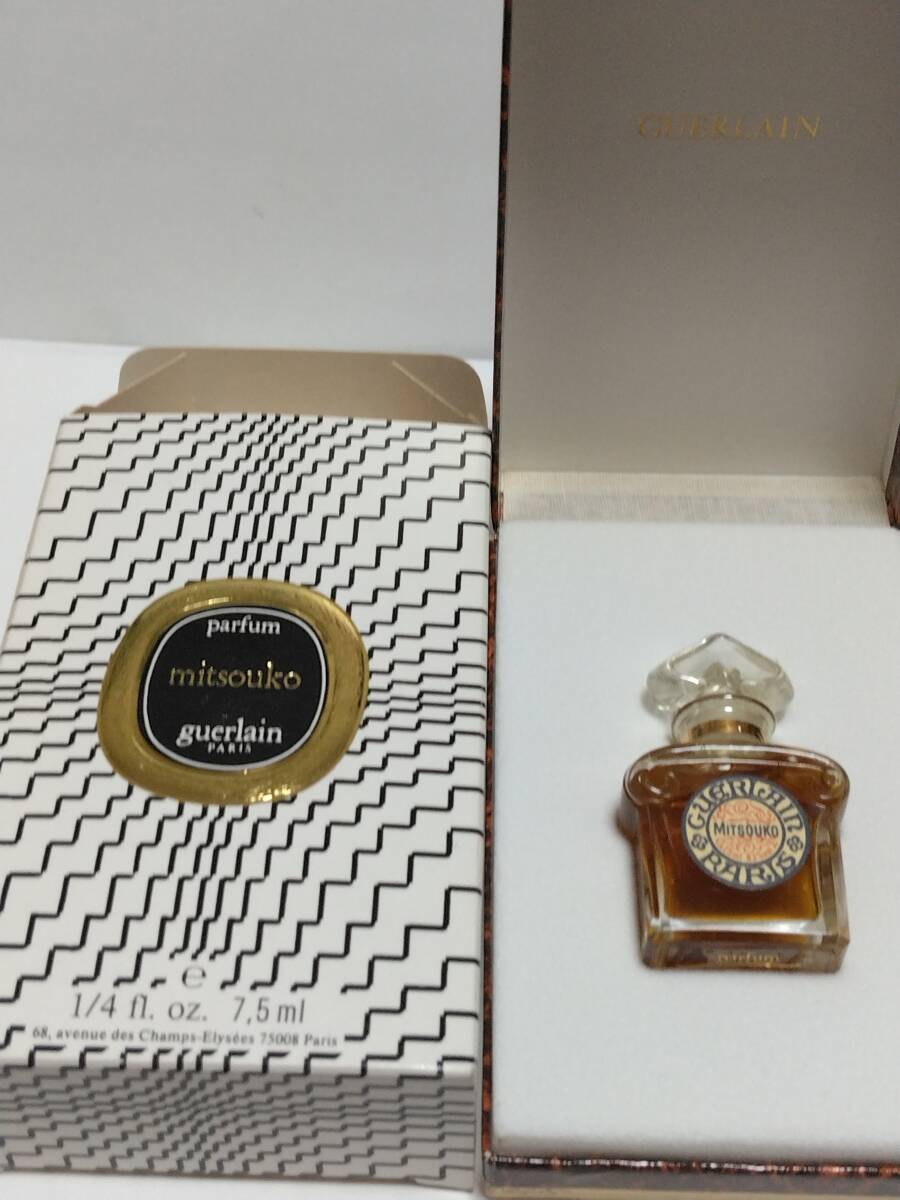 GUERLAIN
parfum
mitsouko
guerlain
PARIS
e
1/4 fl. oz. 7,5 ml
68, avenue des Champs-Elysées 75008 Paris
GUERLAIN
MITSOUKO
PARIS
parfum